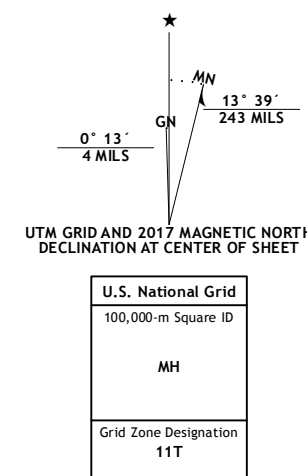 ★
MN
GN
13° 39´
243 MILS
0° 13´
4 MILS
UTM GRID AND 2017 MAGNETIC NORTH
DECLINATION AT CENTER OF SHEET
U.S. National Grid
100,000-m Square ID
MH
Grid Zone Designation
11T